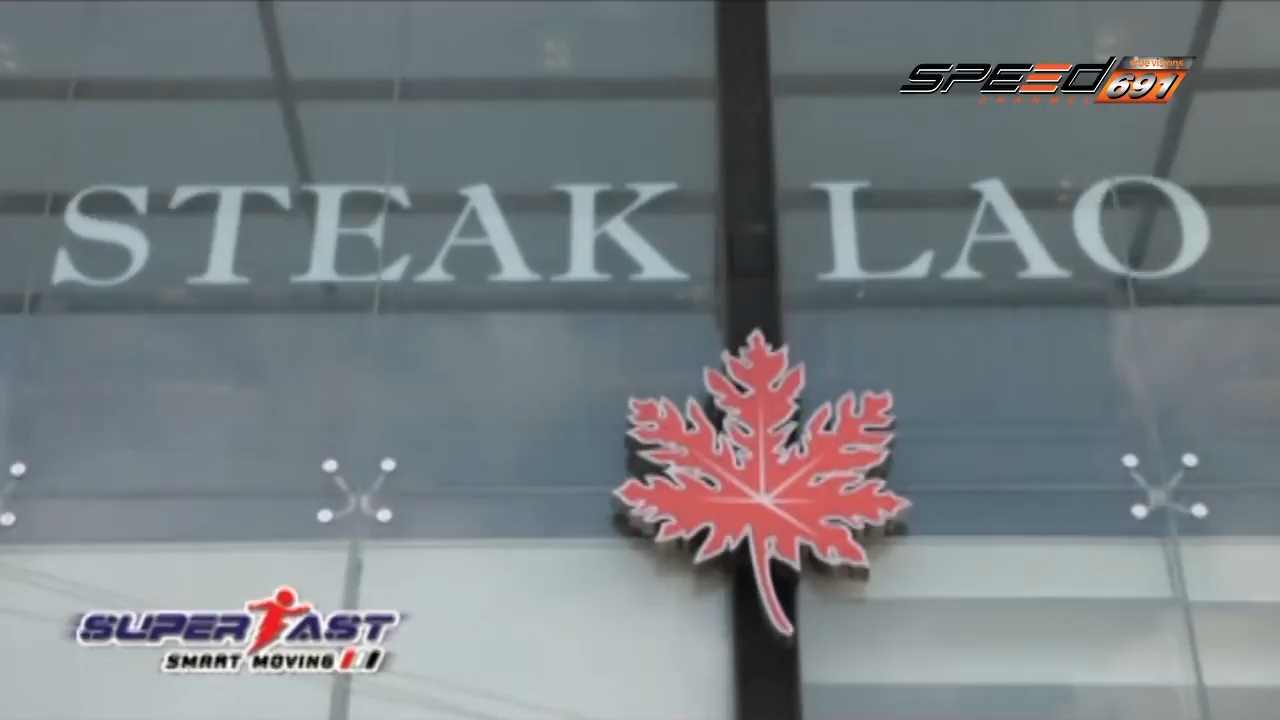 SPEED
true visions
CHANNEL
691
STEAK LAO
SUPERFAST
SMART MOVING